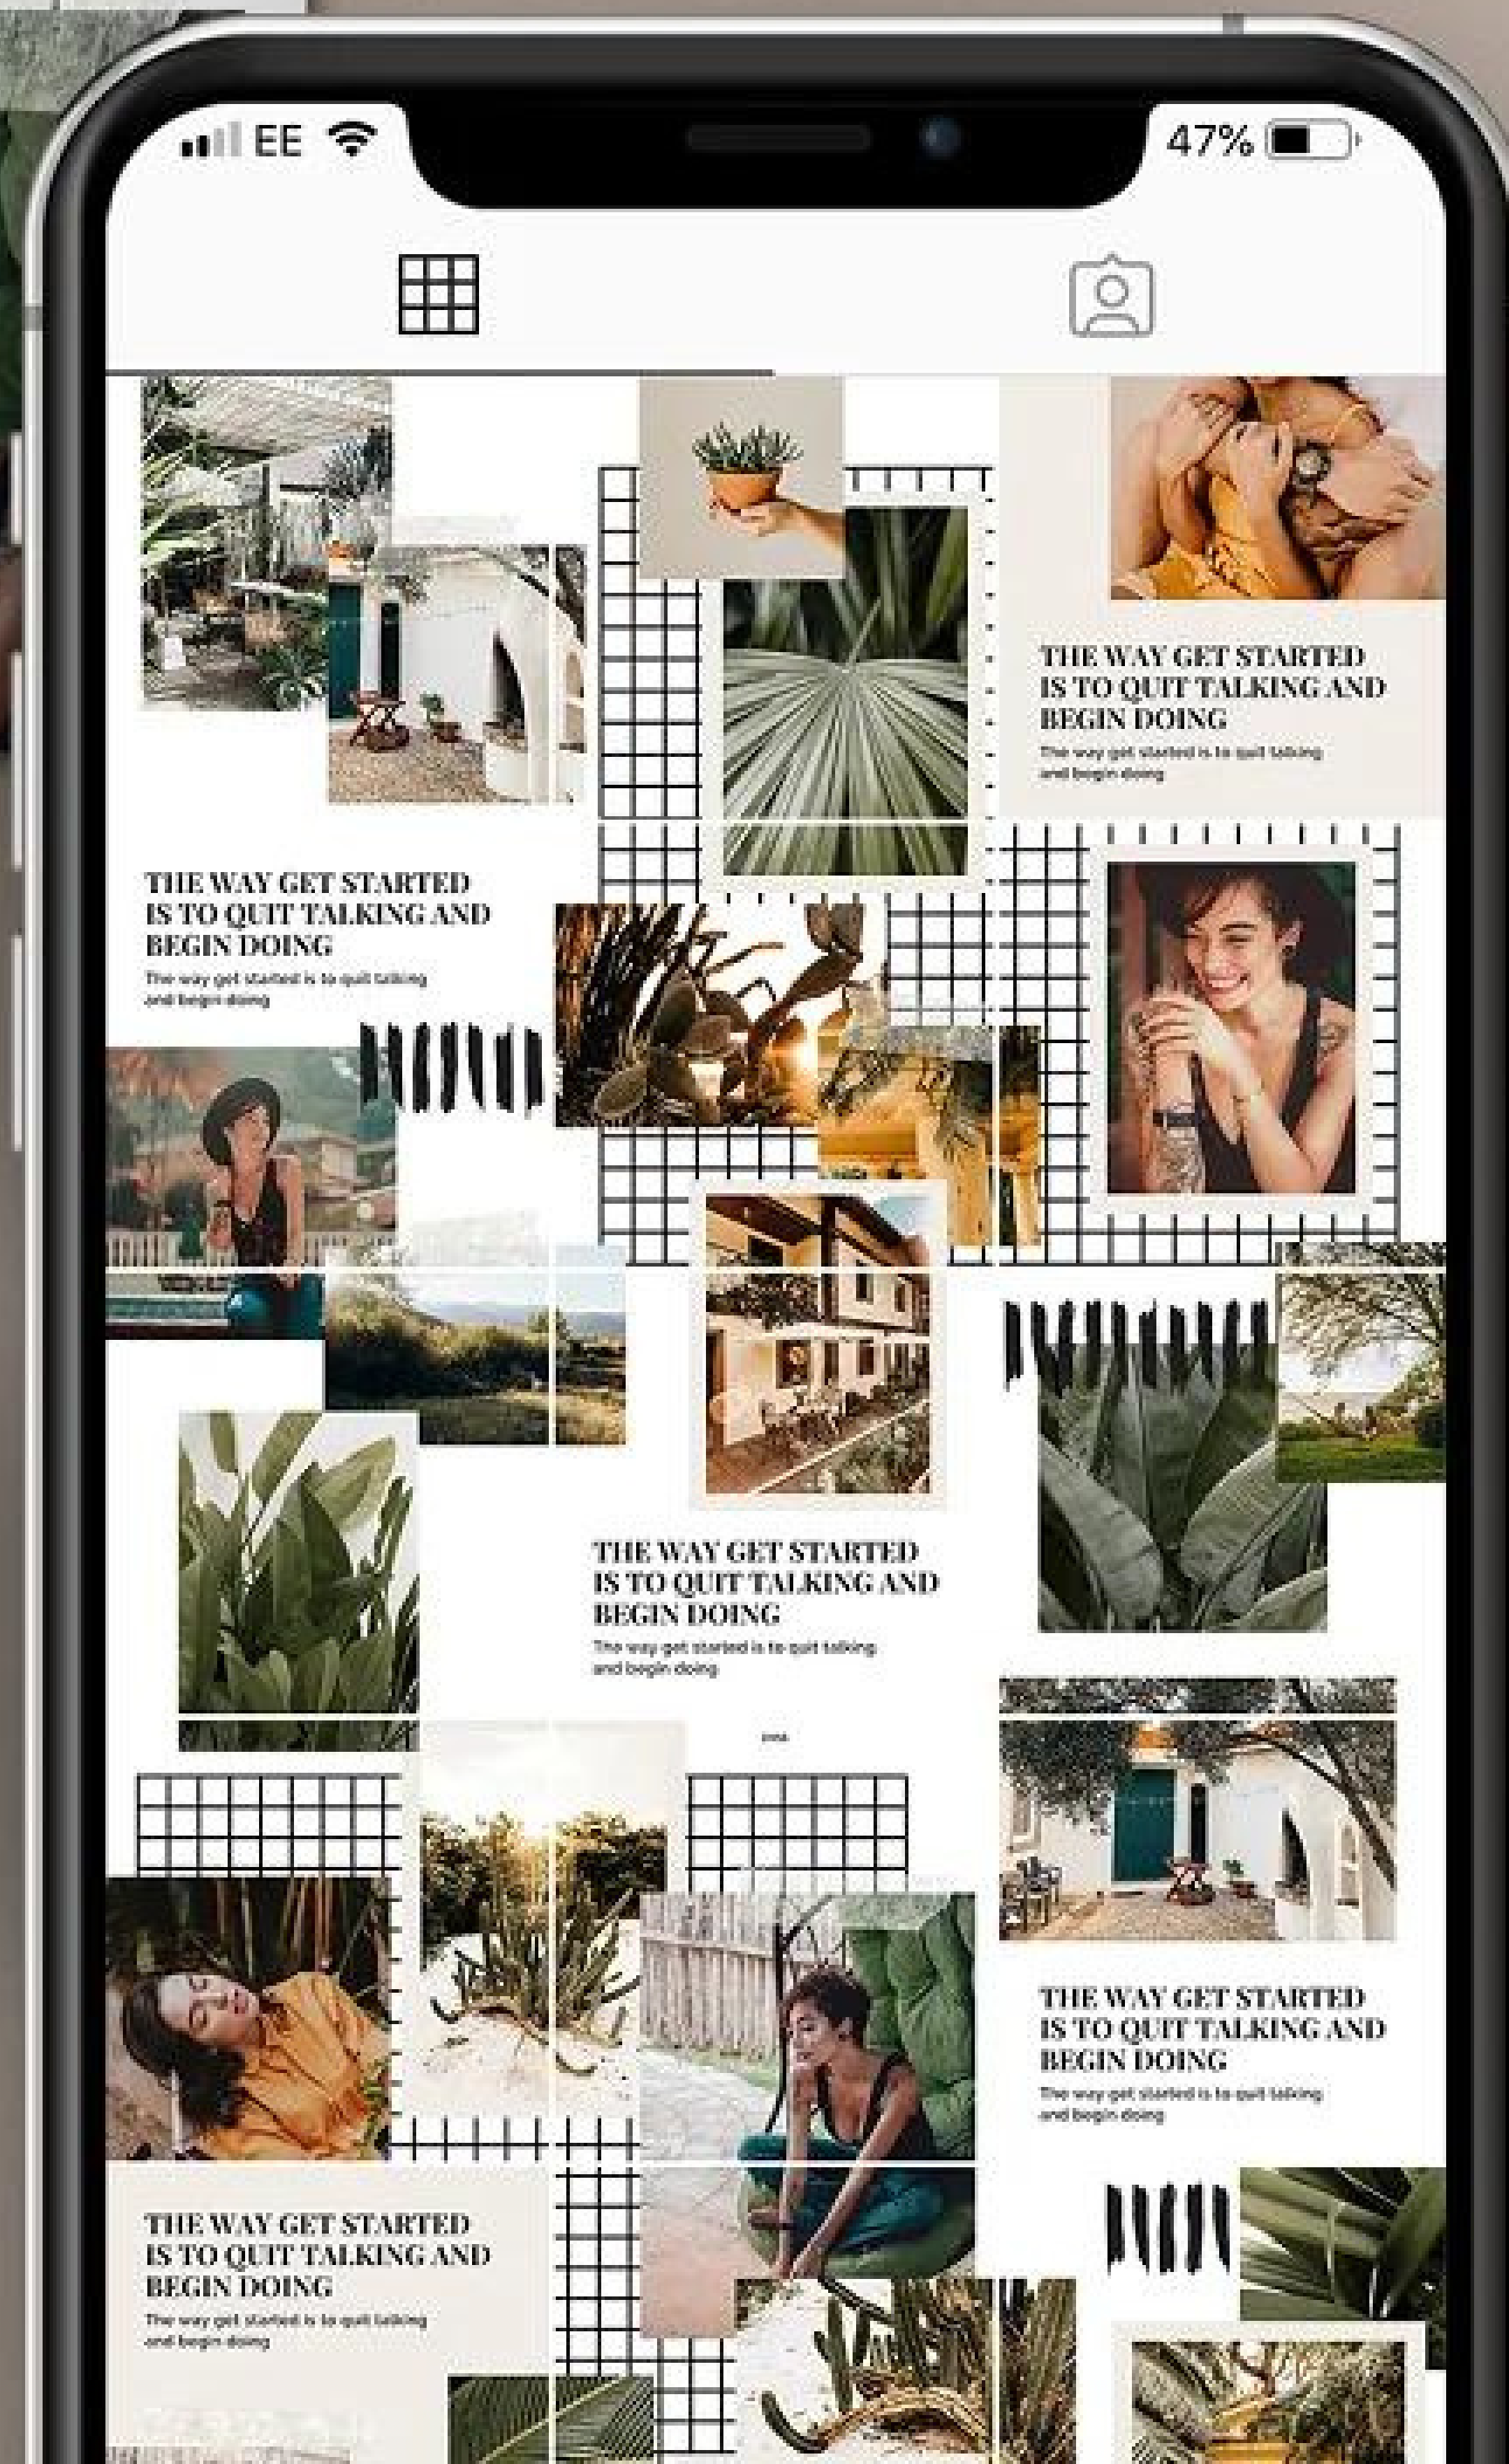 EE
47%
THE WAY GET STARTED
IS TO QUIT TALKING AND
BEGIN DOING
The way get started is to quit talking
and begin doing
THE WAY GET STARTED
IS TO QUIT TALKING AND
BEGIN DOING
The way get started is to quit talking
and begin doing
THE WAY GET STARTED
IS TO QUIT TALKING AND
BEGIN DOING
The way get started is to quit talking
and begin doing
THE WAY GET STARTED
IS TO QUIT TALKING AND
BEGIN DOING
The way get started is to quit talking
and begin doing
THE WAY GET STARTED
IS TO QUIT TALKING AND
BEGIN DOING
The way get started is to quit talking
and begin doing